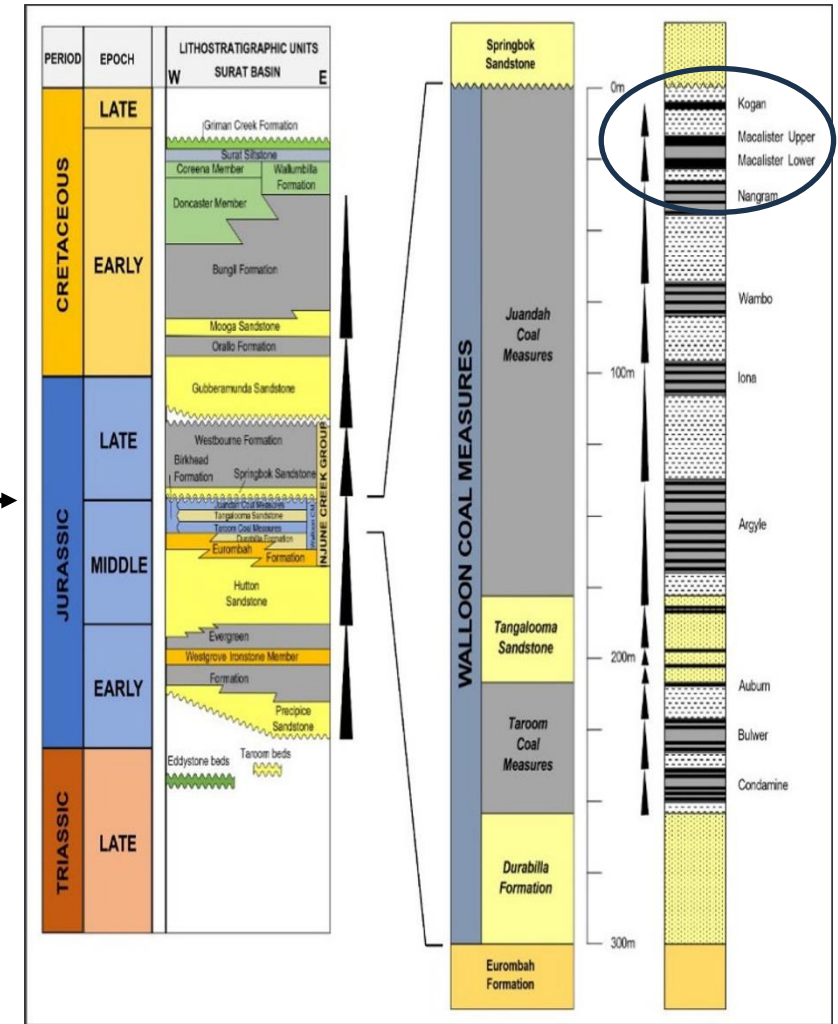 PERIOD
EPOCH
LITHOSTRATIGRAPHIC UNITS
SURAT BASIN
W
E
CRETACEOUS
LATE
EARLY
JURASSIC
LATE
MIDDLE
EARLY
TRIASSIC
LATE
Griman Creek Formation
Surat Siltstone
Coreena Member
Wallumbilla
Formation
Doncaster Member
Bungil Formation
Mooga Sandstone
Orallo Formation
Gubberamunda Sandstone
Westbourne Formation
Birkhead
Formation
Springbok Sandstone
Juandah Coal Measures
Tangalooma Sandstone
Taroom Coal Measures
Durabilla Formation
Walloon CM
INJUNE CREEK GROUP
Eurombah
Formation
Hutton
Sandstone
Evergreen
Westgrove Ironstone Member
Formation
Precipice
Sandstone
Eddystone beds
Taroom beds
Springbok
Sandstone
WALLOON COAL MEASURES
Juandah
Coal
Measures
Tangalooma
Sandstone
Taroom
Coal
Measures
Durabilla
Formation
Eurombah
Formation
0m
100m
200m
300m
Kogan
Macalister Upper
Macalister Lower
Nangram
Wambo
Iona
Argyle
Auburn
Bulwer
Condamine